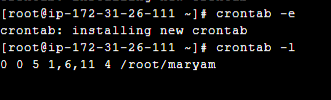 [root@ip-172-31-26-111 ~]# crontab -e
crontab: installing new crontab
[root@ip-172-31-26-111 ~]# crontab -l
0 0 5 1,6,11 4 /root/maryam